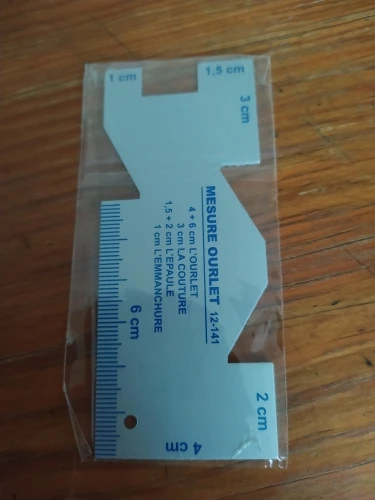 1 cm
1,5 cm
3 cm
MESURE OURLET 12-141
4 + 6 cm L'OURLET
3 cm LA COUTURE
1,5 + 2 cm L'EPAULE
1 cm L'EMMANCHURE
6 cm
2 cm
4 cm